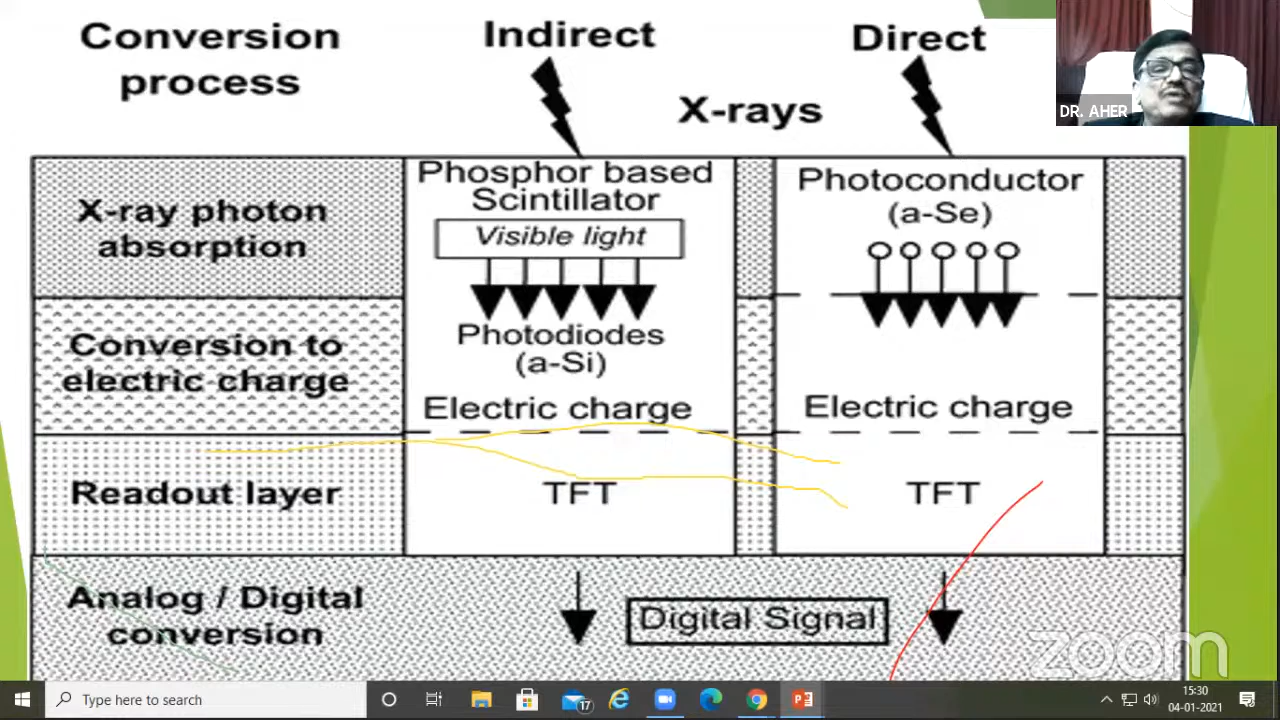 Conversion
process
Indirect
Direct
X-rays
DR. AHER
X-ray photon
absorption
Phosphor based
Scintillator
Visible light
Photoconductor
(a-Se)
Conversion to
electric charge
Photodiodes
(a-Si)
Electric charge
Electric charge
Readout layer
TFT
TFT
Analog / Digital
conversion
Digital Signal
zoom
Type here to search
17
15:30
04-01-2021